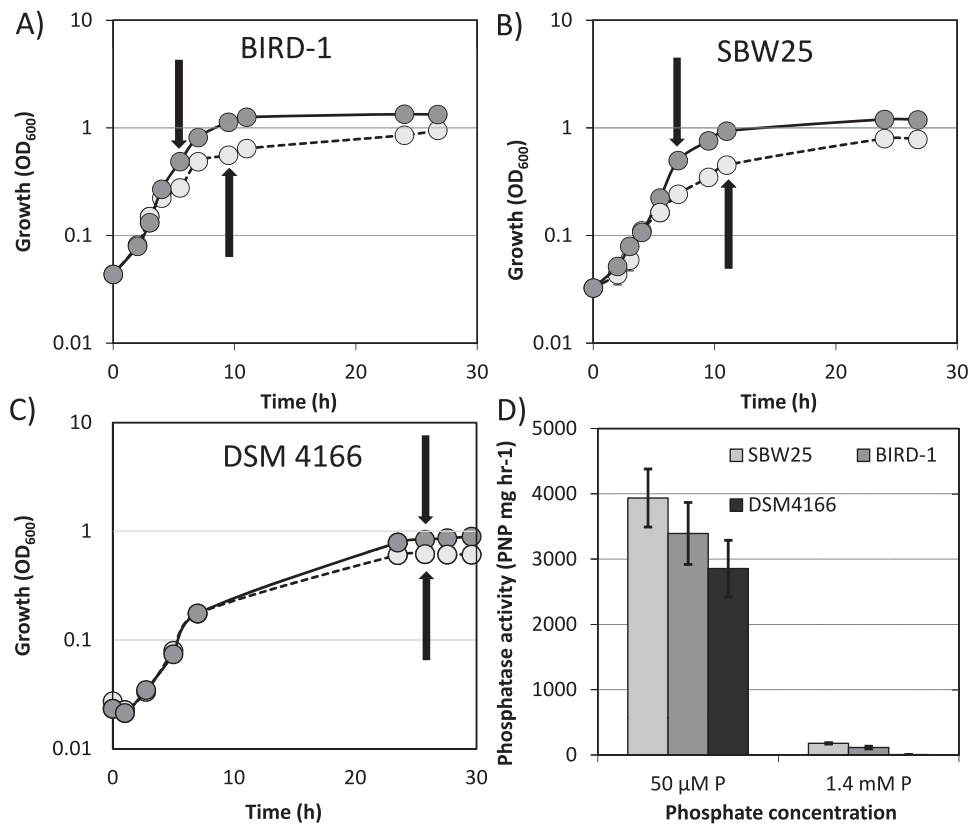 A)
BIRD-1
10
1
0.1
0.01
Growth (OD600)
0
10
20
30
Time (h)
B)
SBW25
10
1
0.1
0.01
Growth (OD600)
0
10
20
30
Time (h)
C)
DSM 4166
10
1
0.1
0.01
Growth (OD600)
0
10
20
30
Time (h)
D)
5000
4000
3000
2000
1000
0
Phosphatase activity (PNP mg hr-1)
SBW25
BIRD-1
DSM4166
50 µM P
1.4 mM P
Phosphate concentration